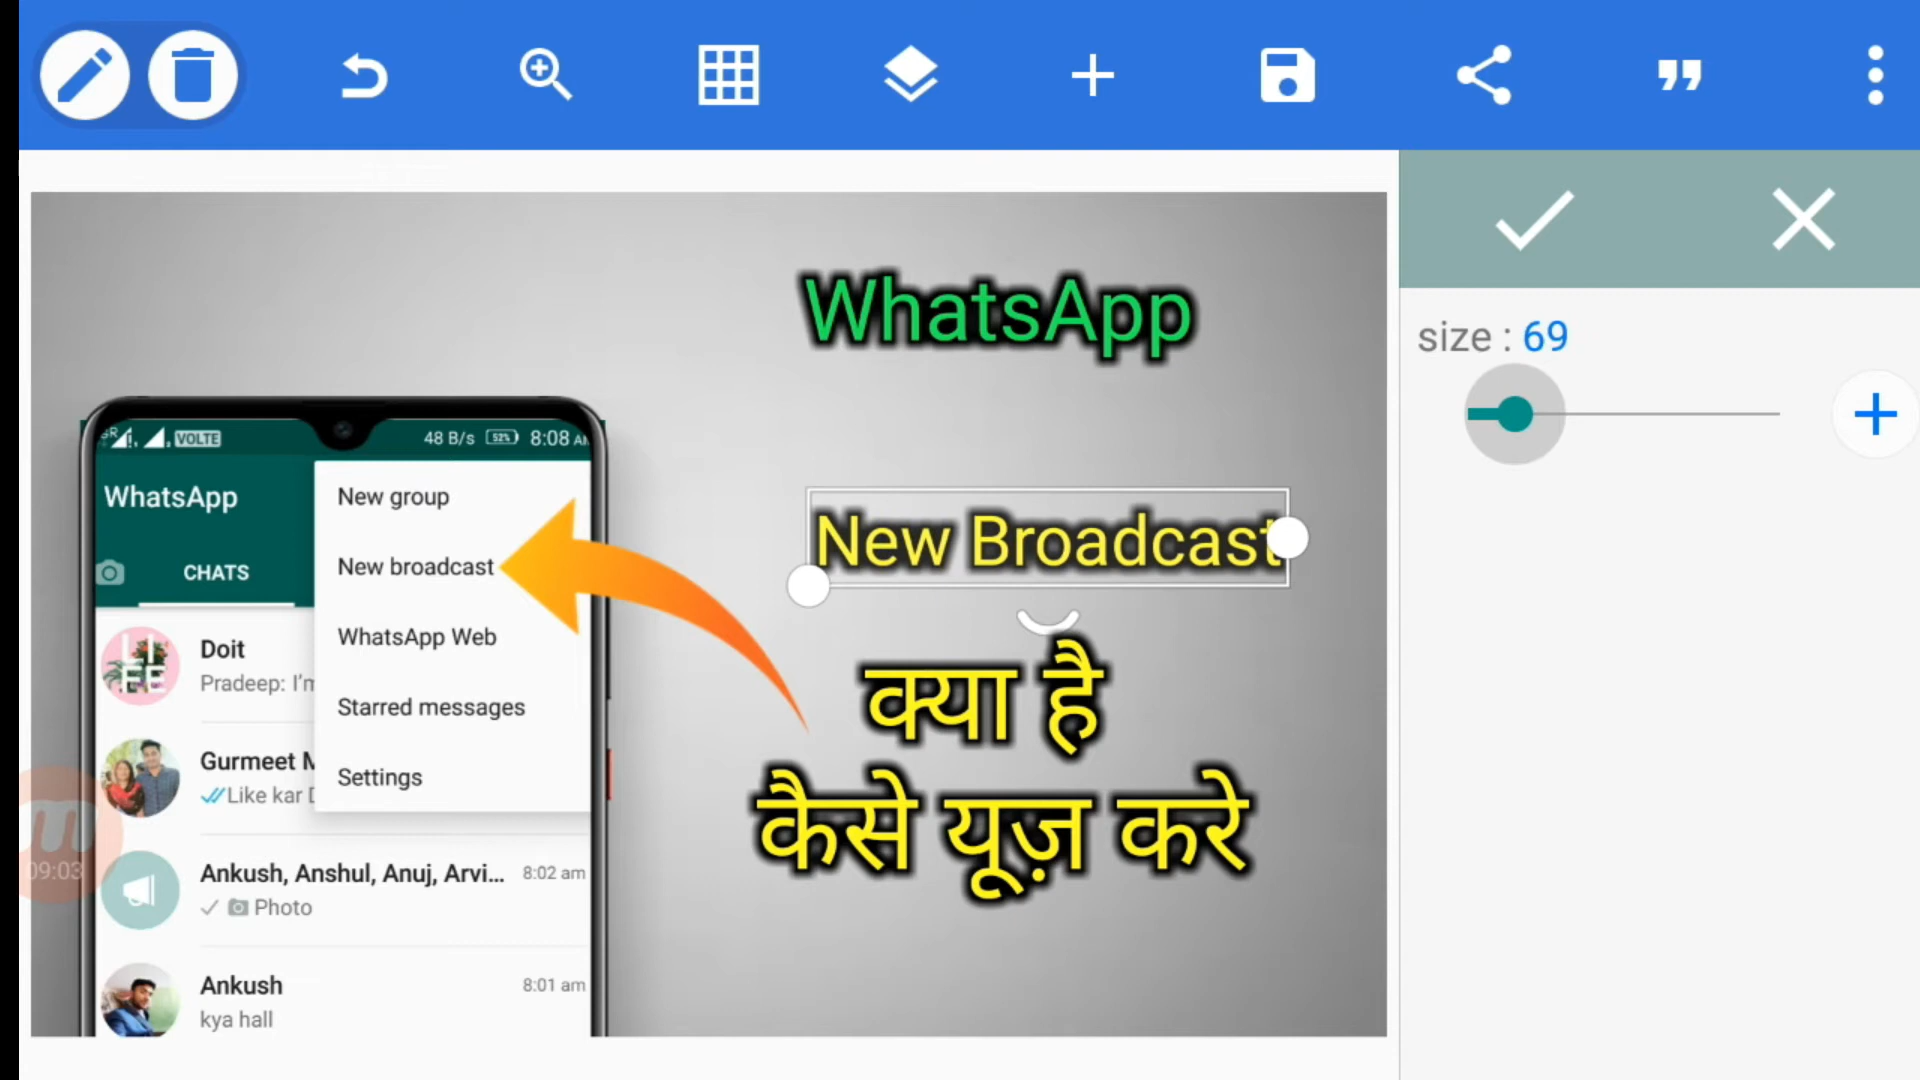 size : 69
WhatsApp
New Broadcast
क्या है
कैसे यूज़ करे
VOLTE
48 B/s 52% 8:08
WhatsApp
CHATS
New group
New broadcast
WhatsApp Web
Starred messages
Settings
Doit
Pradeep: I'm
LIFE
Gurmeet M
Like kar
Ankush, Anshul, Anuj, Arvi... 8:02 am
Photo
Ankush 8:01 am
kya hall
09:03